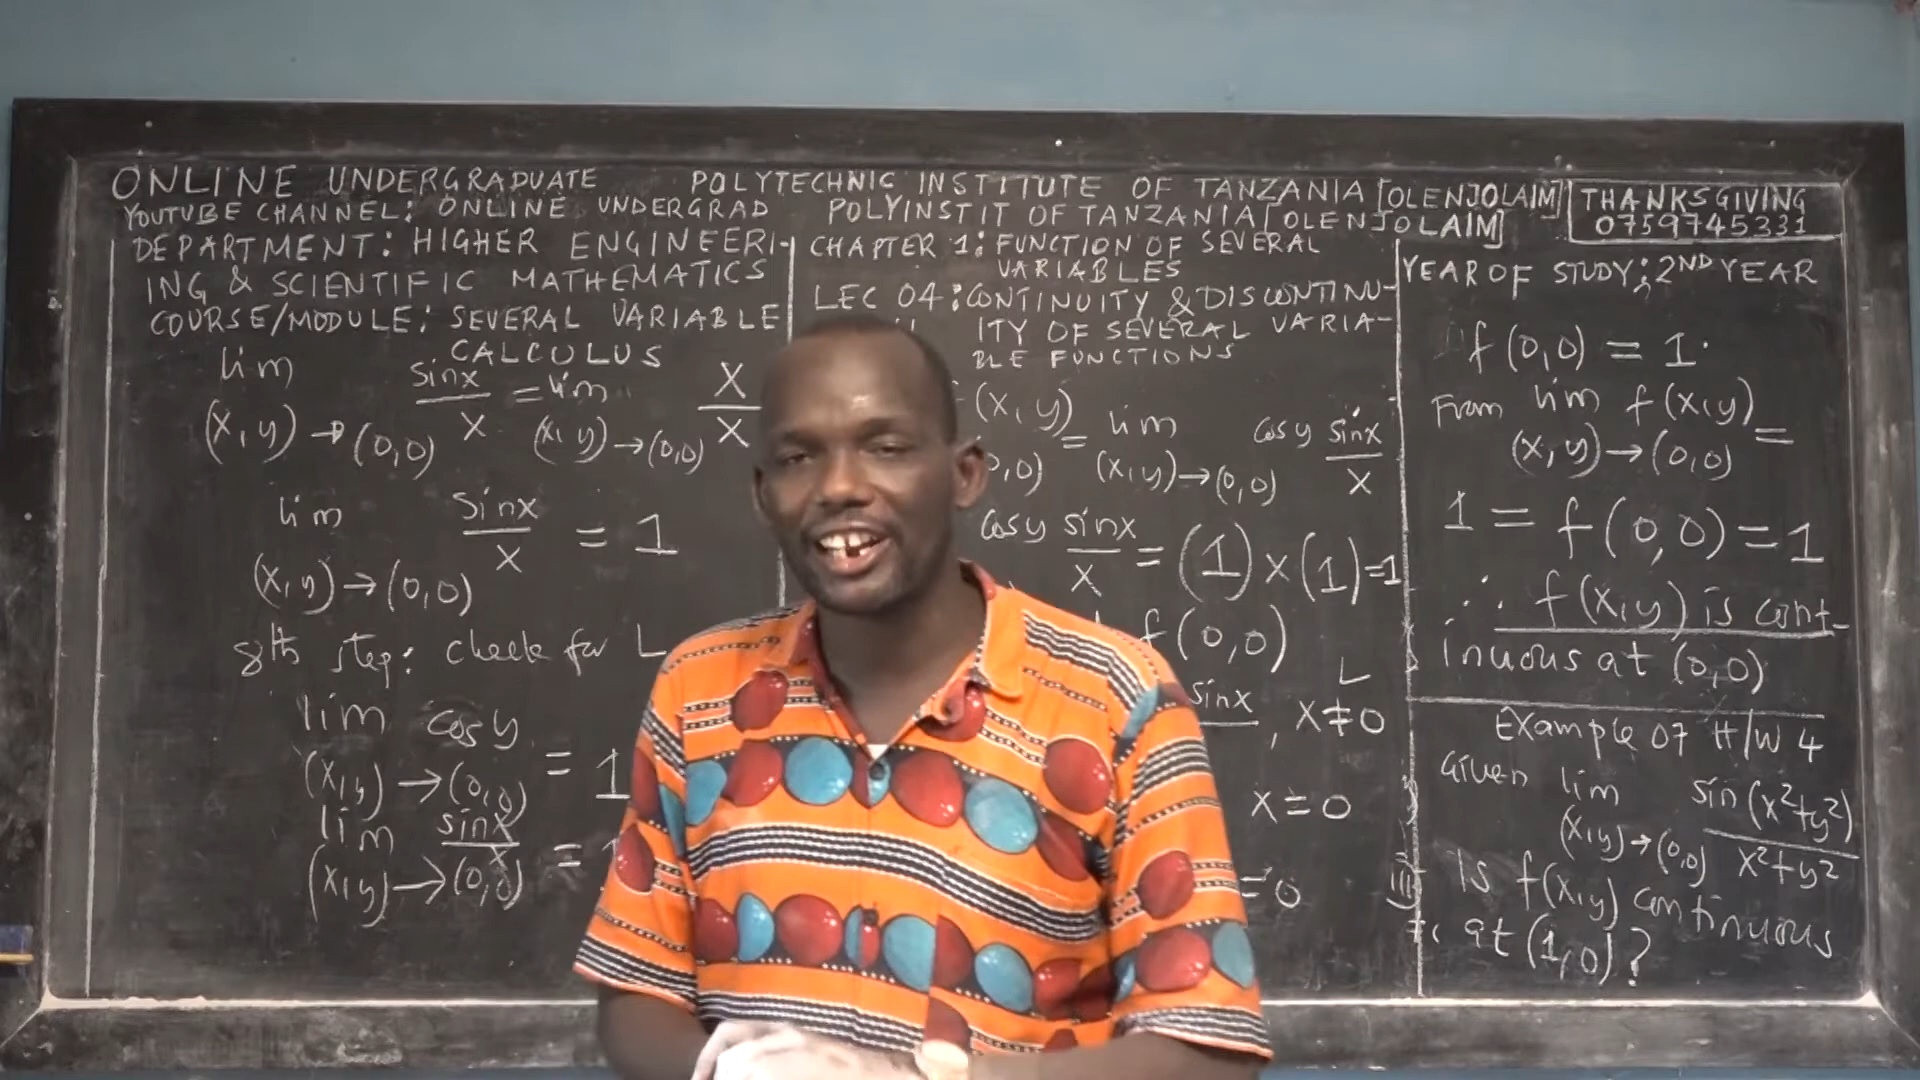 ONLINE UNDERGRADUATE POLYTECHNIC INSTITUTE OF TANZANIA [OLENJOLAIM]
YOUTUBE CHANNEL: ONLINE UNDERGRAD POLYINSTIT OF TANZANIA [OLENJOLAIM]
THANKSGIVING
0759745331
DEPARTMENT: HIGHER ENGINEERI-
ING & SCIENTIFIC MATHEMATICS
COURSE/MODULE: SEVERAL VARIABLE
CALCULUS
lim sinx/x = lim x/x
(x,y)→(0,0) (x,y)→(0,0)
lim sinx/x = 1
(x,y)→(0,0)
8th step: check for L
lim cosy = 1
(x,y)→(0,0)
lim sinx/x =
(x,y)→(0,0)
CHAPTER 1: FUNCTION OF SEVERAL
VARIABLES
LEC 04: CONTINUITY & DISCONTINU-
ITY OF SEVERAL VARIA-
BLE FUNCTIONS
(x,y) = lim cosy sinx/x
0,0) (x,y)→(0,0)
cosy sinx/x = (1)x(1)=1
f(0,0)
L
sinx, x≠0
x=0
=0
YEAR OF STUDY: 2ND YEAR
f(0,0) = 1.
From lim f(x,y) =
(x,y)→(0,0)
1 = f(0,0) = 1
∴ f(x,y) is cont-
inuous at (0,0)
Example 07 H/W 4
Given lim sin(x²+y²)/x²+y²
(x,y)→(0,0)
Is f(x,y) continuous
at (1,0)?